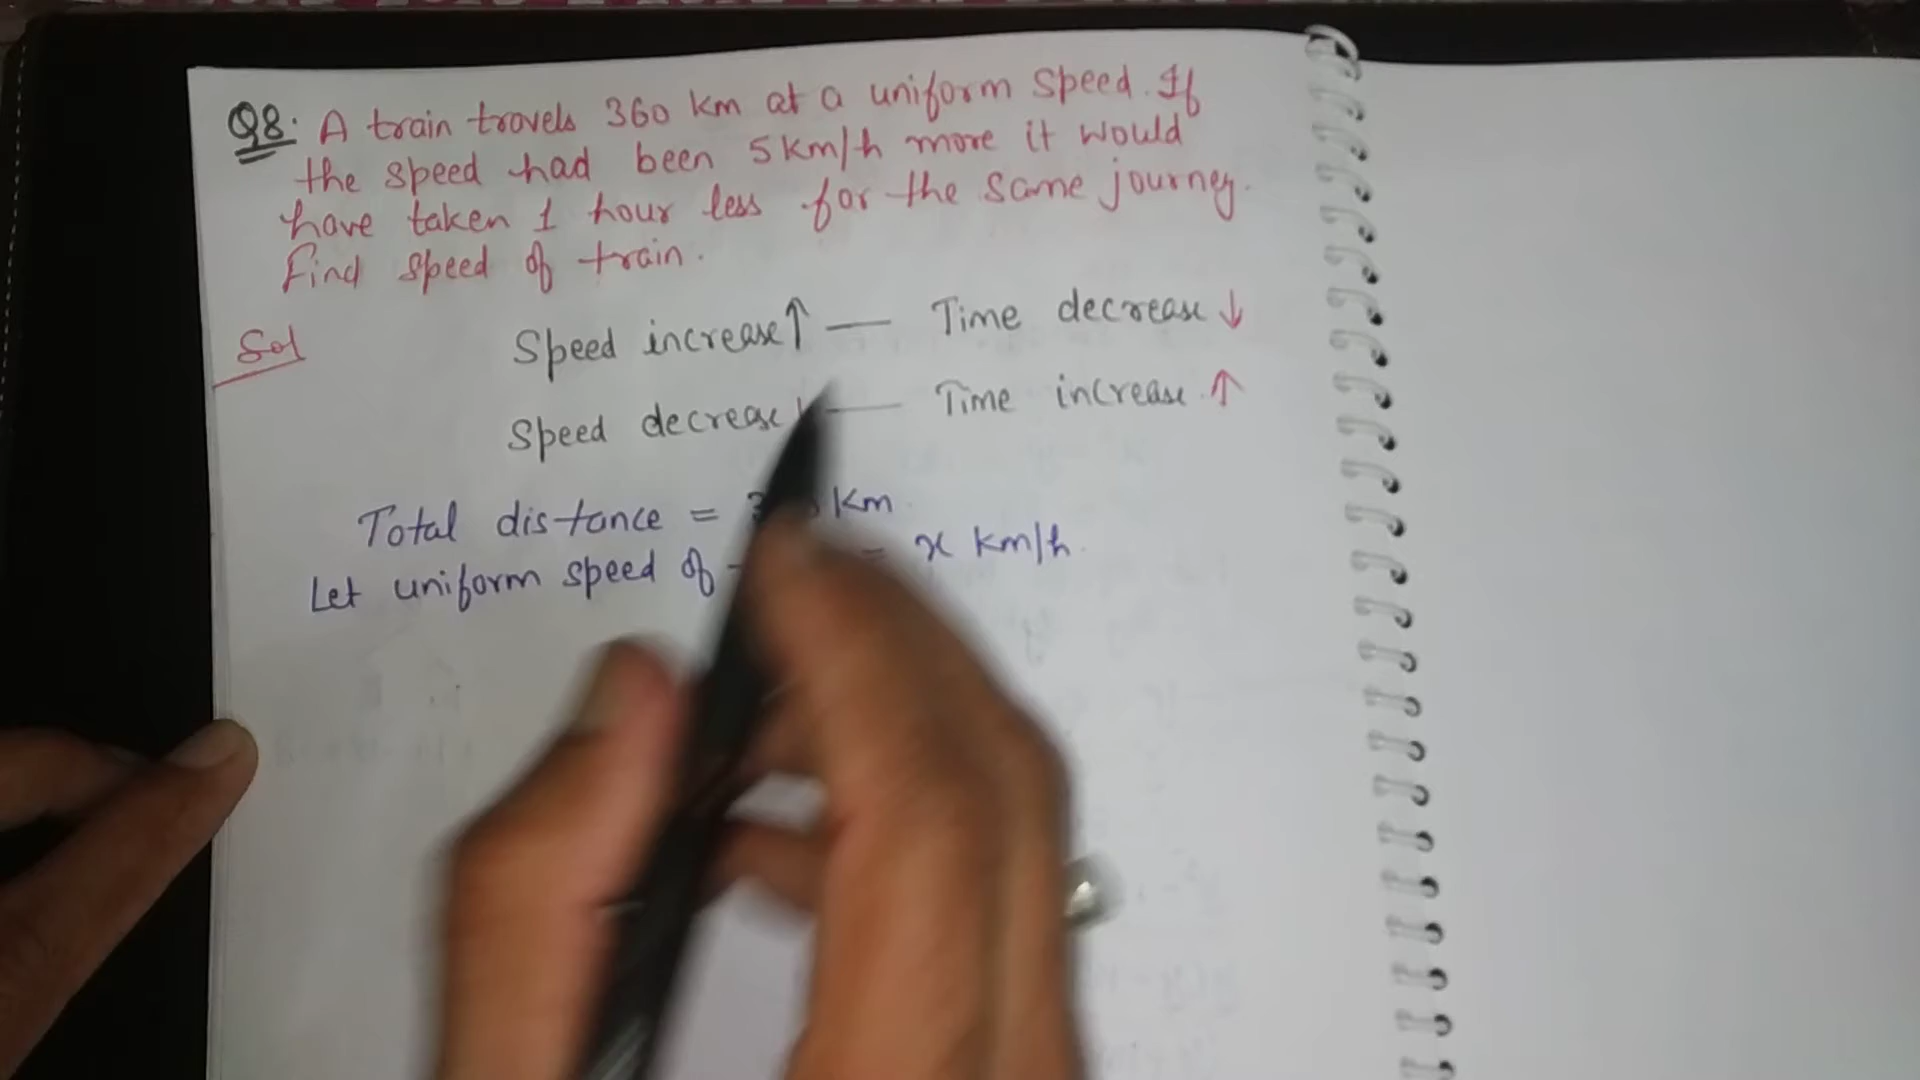 Q8. A train travels 360 km at a uniform speed. If
the speed had been 5 km/h more it would
have taken 1 hour less for the same journey.
Find speed of train.
Sol
Speed increase ↑ — Time decrease ↓
Speed decrease — Time increase ↑
Total distance = km
Let uniform speed of = x km/h.